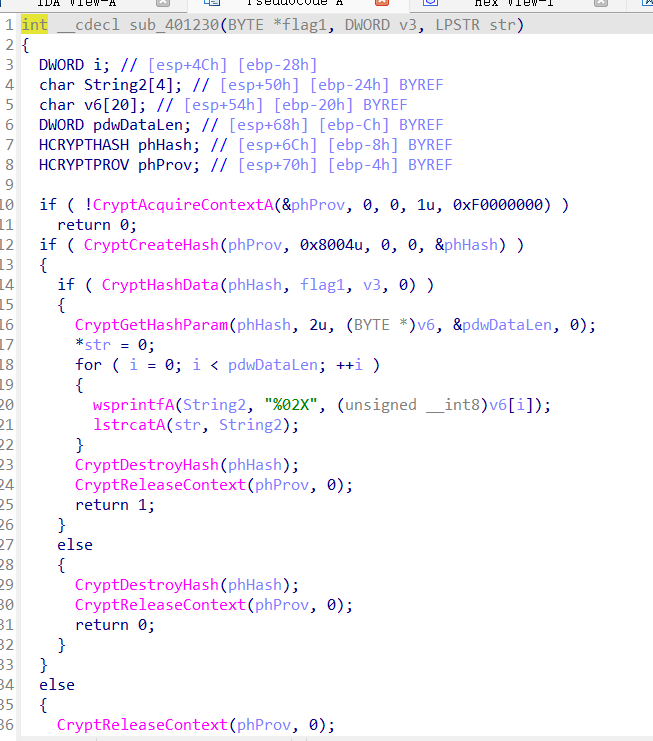 IDA View-A Pseudocode A Hex View-1
1 int __cdecl sub_401230(BYTE *flag1, DWORD v3, LPSTR str)
2 {
3 DWORD i; // [esp+4Ch] [ebp-28h]
4 char String2[4]; // [esp+50h] [ebp-24h] BYREF
5 char v6[20]; // [esp+54h] [ebp-20h] BYREF
6 DWORD pdwDataLen; // [esp+68h] [ebp-Ch] BYREF
7 HCRYPTHASH phHash; // [esp+6Ch] [ebp-8h] BYREF
8 HCRYPTPROV phProv; // [esp+70h] [ebp-4h] BYREF
9
10 if ( !CryptAcquireContextA(&phProv, 0, 0, 1u, 0xF0000000) )
11 return 0;
12 if ( CryptCreateHash(phProv, 0x8004u, 0, 0, &phHash) )
13 {
14 if ( CryptHashData(phHash, flag1, v3, 0) )
15 {
16 CryptGetHashParam(phHash, 2u, (BYTE *)v6, &pdwDataLen, 0);
17 *str = 0;
18 for ( i = 0; i < pdwDataLen; ++i )
19 {
20 wsprintfA(String2, "%02X", (unsigned __int8)v6[i]);
21 lstrcatA(str, String2);
22 }
23 CryptDestroyHash(phHash);
24 CryptReleaseContext(phProv, 0);
25 return 1;
26 }
27 else
28 {
29 CryptDestroyHash(phHash);
30 CryptReleaseContext(phProv, 0);
31 return 0;
32 }
33 }
34 else
35 {
36 CryptReleaseContext(phProv, 0);